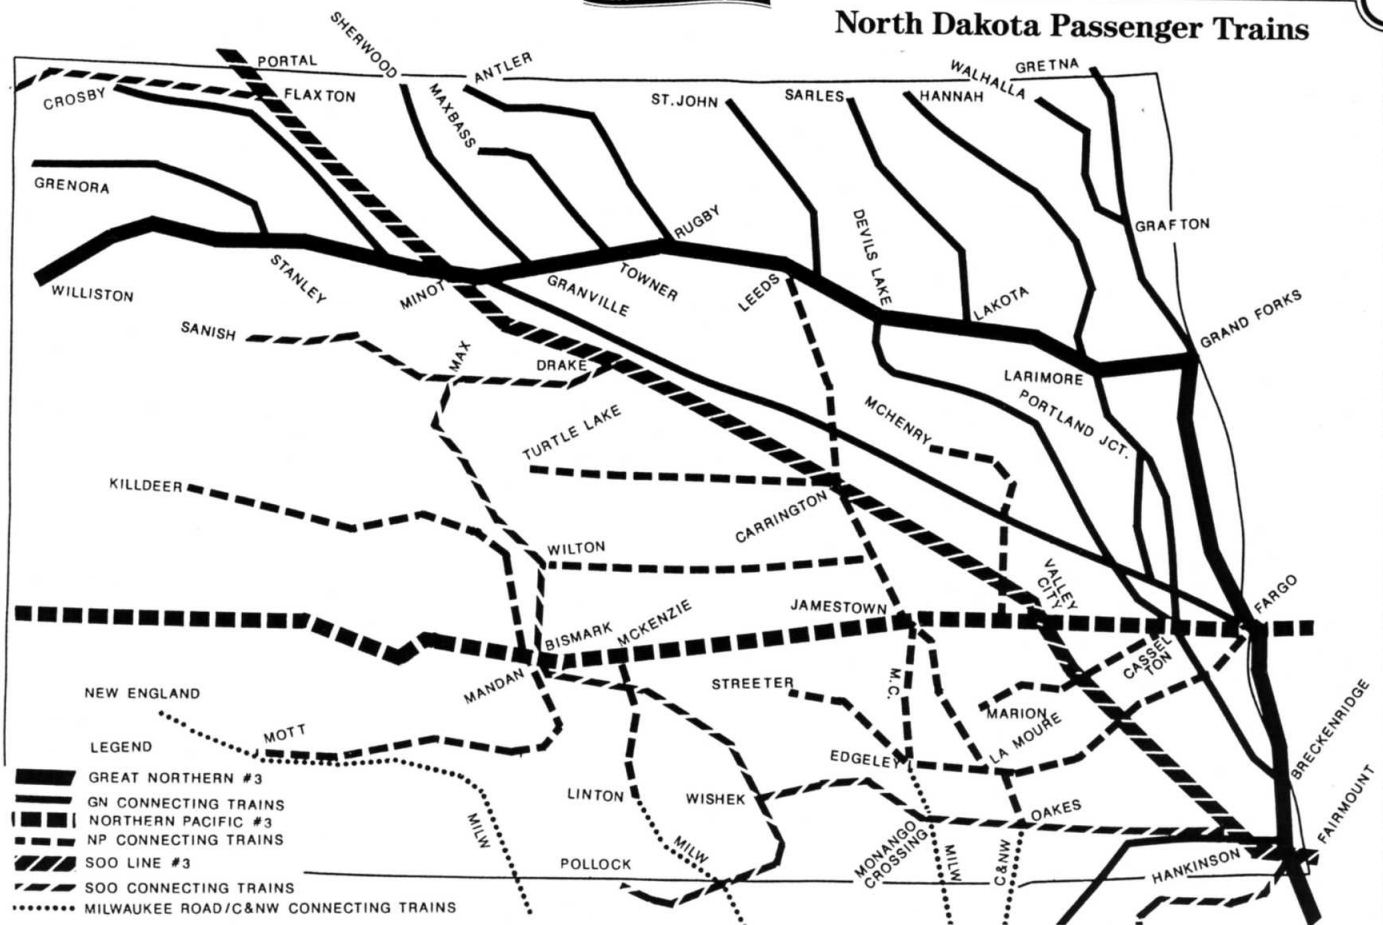 North Dakota Passenger Trains
SHERWOOD
PORTAL
ANTLER
WALHALLA
GRETNA
CROSBY
FLAXTON
MAXBASS
ST. JOHN
SARLES
HANNAH
GRENORA
RUGBY
DEVILS LAKE
GRAFTON
WILLISTON
STANLEY
MINOT
GRANVILLE
TOWNER
LEEDS
LAKOTA
GRAND FORKS
SANISH
MAX
DRAKE
LARIMORE
PORTLAND JCT.
MCHENRY
TURTLE LAKE
KILLDEER
CARRINGTON
WILTON
VALLEY
CITY
FARGO
JAMESTOWN
BISMARK
MCKENZIE
MANDAN
CASSEL
TON
NEW ENGLAND
STREETER
M.C.
MARION
LA MOURE
BRECKENRIDGE
MOTT
EDGELEY
LINTON
WISHEK
OAKES
FAIRMOUNT
MILW
MILW
POLLOCK
MONANGO
CROSSING
MILW
C&NW
HANKINSON
LEGEND
GREAT NORTHERN #3
GN CONNECTING TRAINS
NORTHERN PACIFIC #3
NP CONNECTING TRAINS
SOO LINE #3
SOO CONNECTING TRAINS
MILWAUKEE ROAD/C&NW CONNECTING TRAINS